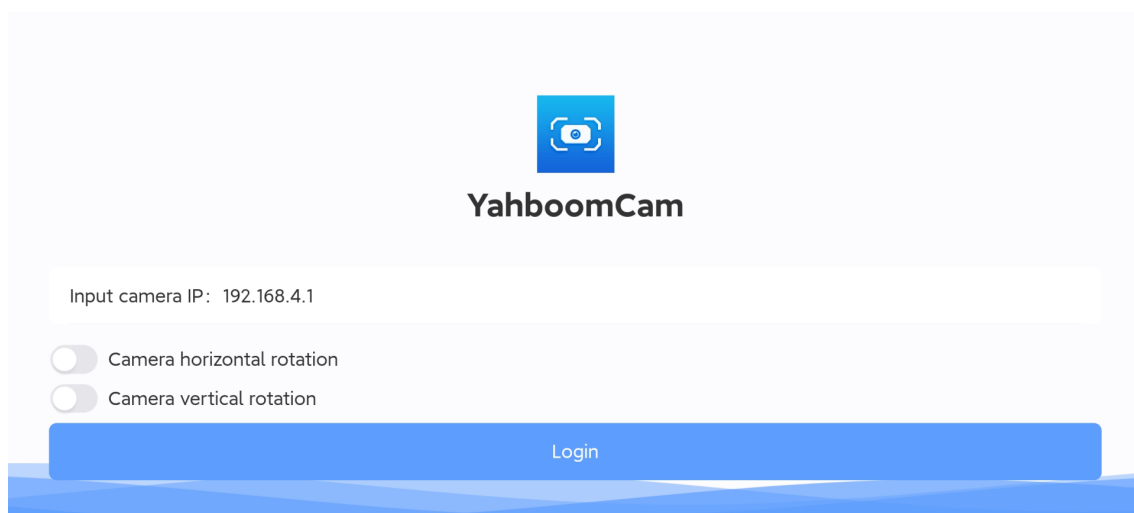 YahboomCam
Input camera IP: 192.168.4.1
Camera horizontal rotation
Camera vertical rotation
Login